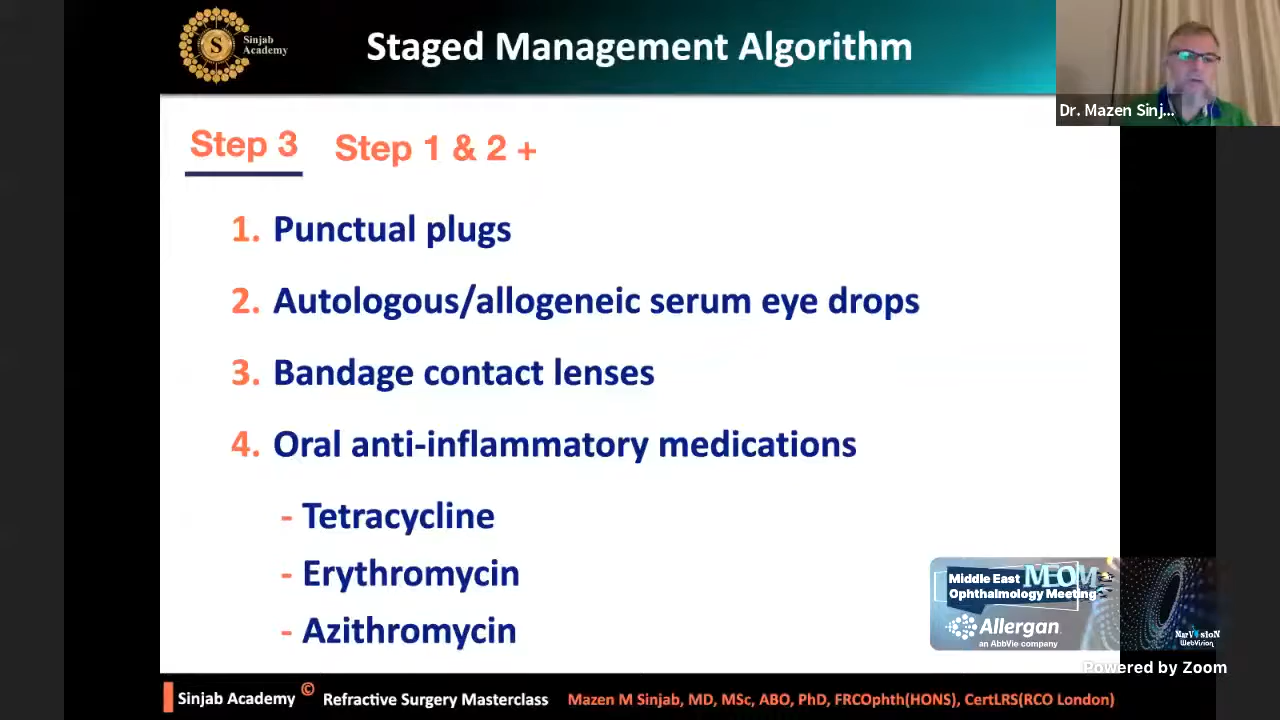 S
Sinjab
Academy
Staged Management Algorithm
Dr. Mazen Sinj...
Step 3
Step 1 & 2 +
1. Punctual plugs
2. Autologous/allogeneic serum eye drops
3. Bandage contact lenses
4. Oral anti-inflammatory medications
- Tetracycline
- Erythromycin
- Azithromycin
Middle East MEOM
Ophthalmology Meeting
Allergan
an AbbVie company
NarVisioN
WebVision
Powered by Zoom
Sinjab Academy © Refractive Surgery Masterclass Mazen M Sinjab, MD, MSc, ABO, PhD, FRCOphth(HONS), CertLRS(RCO London)